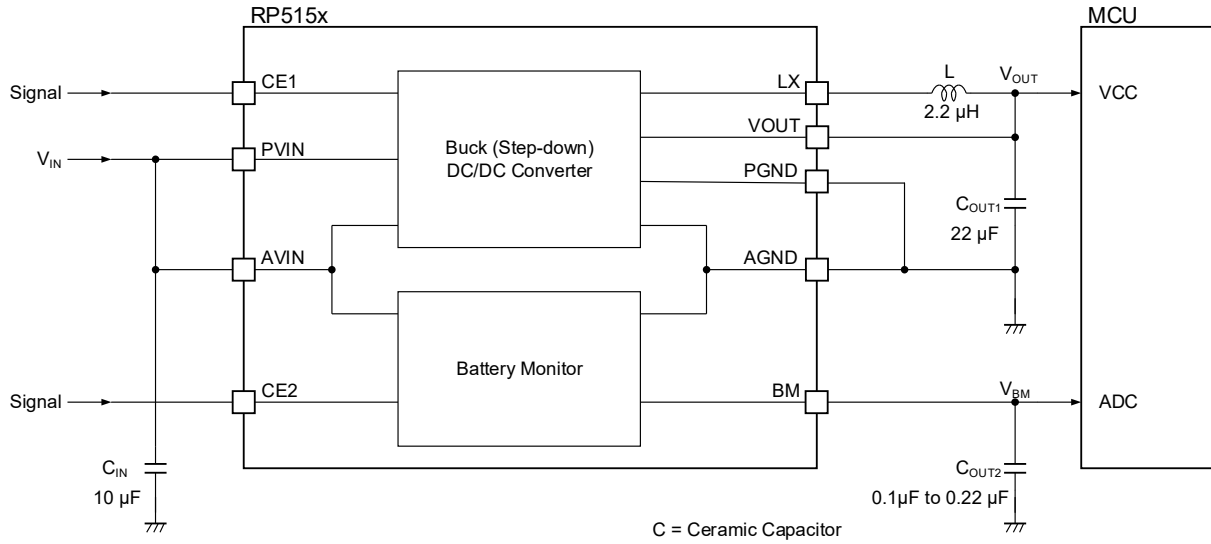 RP515x
MCU
Signal
CE1
LX
L
VOUT
VCC
2.2 μH
VOUT
VIN
PVIN
Buck (Step-down)
DC/DC Converter
PGND
COUT1
22 μF
AVIN
AGND
Battery Monitor
Signal
CE2
BM
VBM
ADC
CIN
10 μF
COUT2
0.1μF to 0.22 μF
C = Ceramic Capacitor